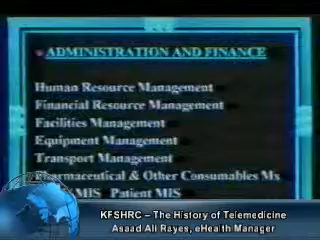 ADMINISTRATION AND FINANCE
Human Resource Management
Financial Resource Management
Facilities Management
Equipment Management
Transport Management
Pharmaceutical & Other Consumables Mx
MIS Patient MIS
KFSHRC – The History of Telemedicine
Asaad Ali Rayes, eHealth Manager